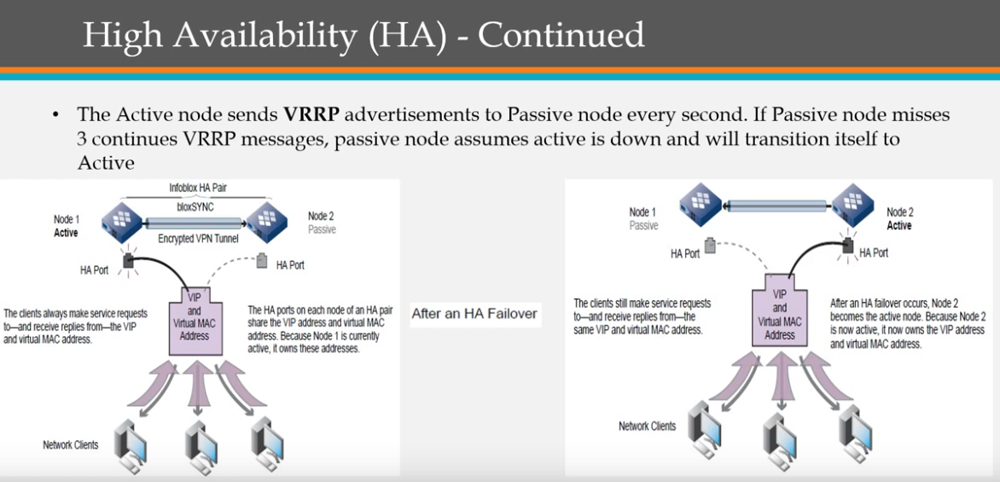 High Availability (HA) - Continued
• The Active node sends VRRP advertisements to Passive node every second. If Passive node misses
3 continues VRRP messages, passive node assumes active is down and will transition itself to
Active
Infoblox HA Pair
bloxSYNC
Node 1
Active
Node 2
Passive
Encrypted VPN Tunnel
HA Port
HA Port
VIP
and
Virtual MAC
Address
The clients always make service requests
to—and receive replies from—the VIP
and virtual MAC address.
The HA ports on each node of an HA pair
share the VIP address and virtual MAC
address. Because Node 1 is currently
active, it owns these addresses.
Network Clients
After an HA Failover
Node 1
Passive
Node 2
Active
HA Port
HA Port
VIP
and
Virtual MAC
Address
The clients still make service requests
to—and receive replies from—the
same VIP and virtual MAC address.
After an HA failover occurs, Node 2
becomes the active node. Because Node 2
is now active, it now owns the VIP address
and virtual MAC address.
Network Clients